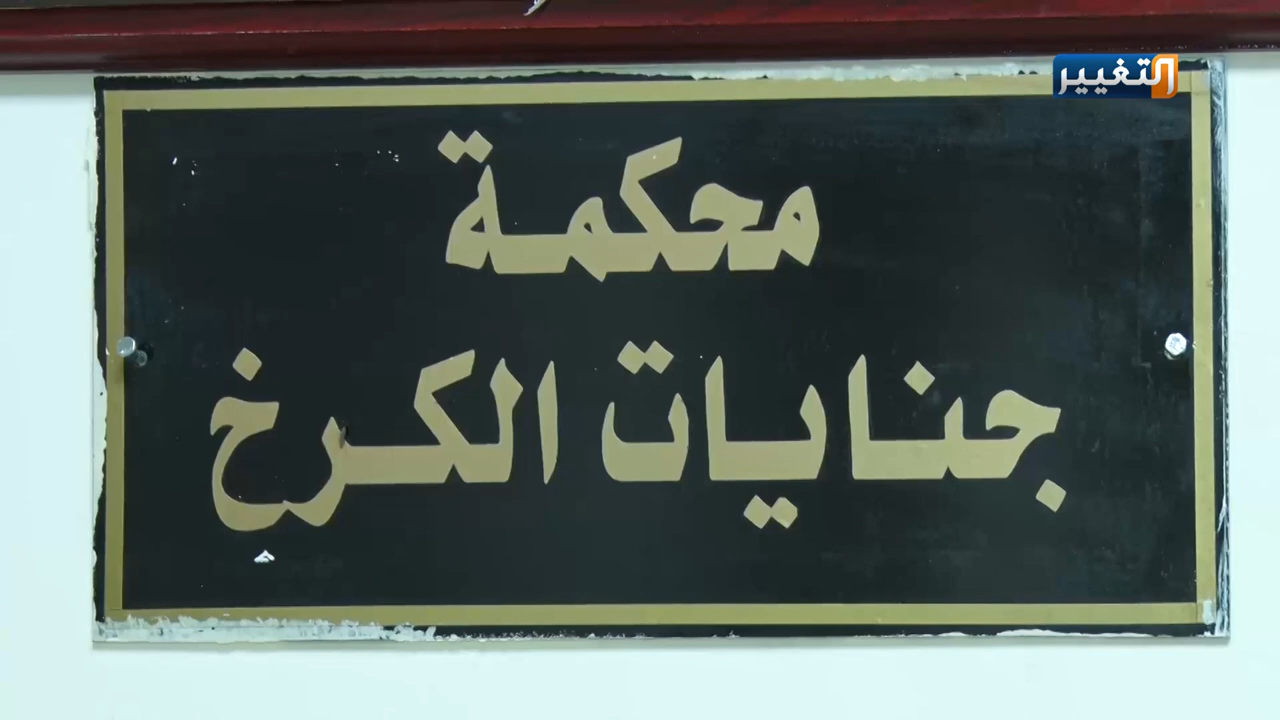 التغيير
محكمة
جنايات الكرخ